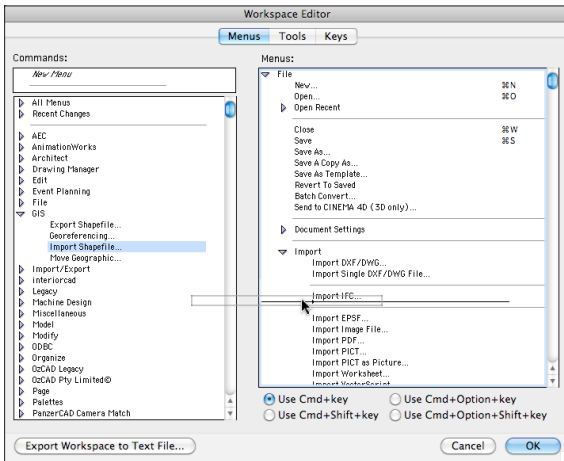 Workspace Editor
Menus Tools Keys
Commands:
New Menu
All Menus
Recent Changes
AEC
AnimationWorks
Architect
Drawing Manager
Edit
Event Planning
File
GIS
Export Shapefile...
Georeferencing...
Import Shapefile...
Move Geographic...
Import/Export
interiorcad
Legacy
Machine Design
Miscellaneous
Model
Modify
ODBC
Organize
OzCAD Legacy
OzCAD Pty Limited©
Page
Palettes
PanzerCAD Camera Match
Menus:
File
New... ⌘N
Open... ⌘O
Open Recent
Close ⌘W
Save ⌘S
Save As...
Save A Copy As...
Save As Template...
Revert To Saved
Batch Convert...
Send to CINEMA 4D (3D only)...
Document Settings
Import
Import DXF/DWG...
Import Single DXF/DWG File...
Import IFC...
Import EPSF...
Import Image File...
Import PDF...
Import PICT...
Import PICT as Picture...
Import Worksheet...
Import VectorScript
Use Cmd+key Use Cmd+Option+key
Use Cmd+Shift+key Use Cmd+Option+Shift+key
Export Workspace to Text File... Cancel OK